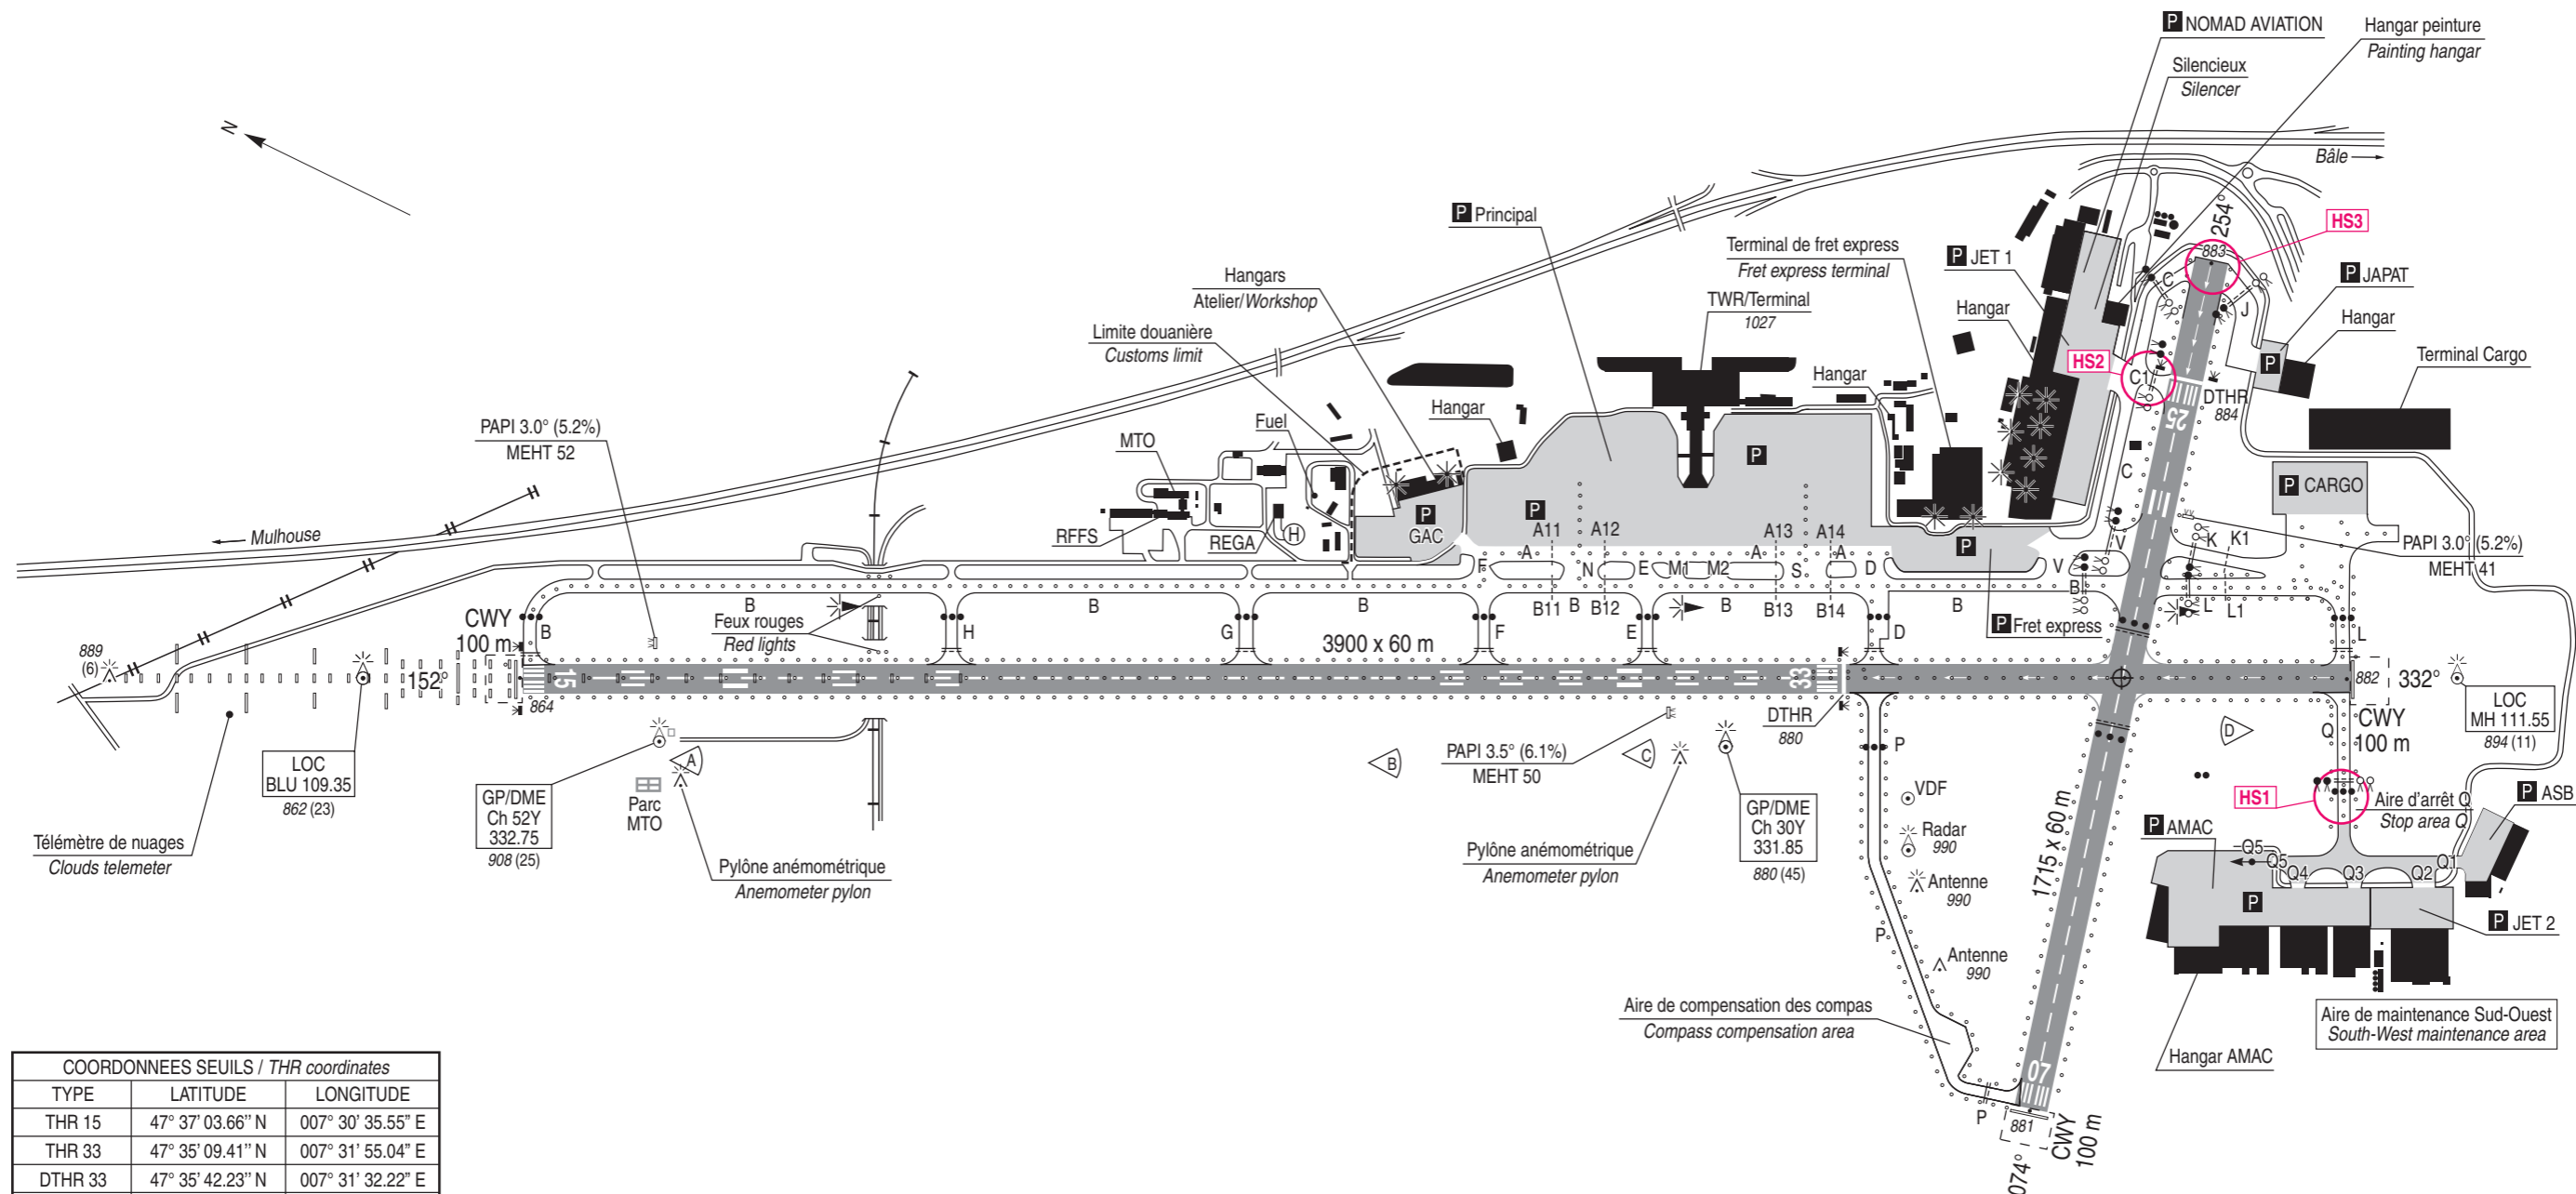 P NOMAD AVIATION
Hangar peinture
Painting hangar
Silencieux
Silencer
N
Bâle
P Principal
254°
HS3
883
Terminal de fret express
Fret express terminal
P JET 1
C
J
P JAPAT
Hangars
Atelier/Workshop
TWR/Terminal
1027
Hangar
Hangar
Limite douanière
Customs limit
HS2
C1
P
Terminal Cargo
Hangar
Hangar
DTHR
884
25
PAPI 3.0° (5.2%)
MEHT 52
Fuel
MTO
P
C
P CARGO
Mulhouse
RFFS
REGA
H
P
GAC
P
A11
A12
A13
A14
P
V
K
K1
PAPI 3.0° (5.2%)
MEHT 41
F
A
N
E
M1
M2
A
S
A
D
V
B
L
L1
CWY
100 m
B
B
Feux rouges
Red lights
H
B
G
B
F
B11
B
B12
E
B
B13
B14
D
B
P Fret express
L
3900 x 60 m
889
(6)
152°
15
864
33
882
332°
LOC
MH 111.55
894 (11)
LOC
BLU 109.35
862 (23)
DTHR
880
CWY
100 m
D
Q
GP/DME
Ch 52Y
332.75
908 (25)
A
Parc
MTO
B
PAPI 3.5° (6.1%)
MEHT 50
C
P
VDF
GP/DME
Ch 30Y
331.85
880 (45)
HS1
Aire d'arrêt Q
Stop area Q
P ASB
Télémètre de nuages
Clouds telemeter
Pylône anémométrique
Anemometer pylon
Pylône anémométrique
Anemometer pylon
Radar
990
Antenne
990
1715 x 60 m
P AMAC
Q5
Q5
Q4
Q3
Q2
Q1
P
P JET 2
P
Antenne
990
Aire de compensation des compas
Compass compensation area
Aire de maintenance Sud-Ouest
South-West maintenance area
Hangar AMAC
07
P
881
CWY
100 m
074°
COORDONNEES SEUILS / THR coordinates
TYPE LATITUDE LONGITUDE
THR 15 47° 37' 03.66'' N 007° 30' 35.55" E
THR 33 47° 35' 09.41" N 007° 31' 55.04" E
DTHR 33 47° 35' 42.23" N 007° 31' 32.22" E